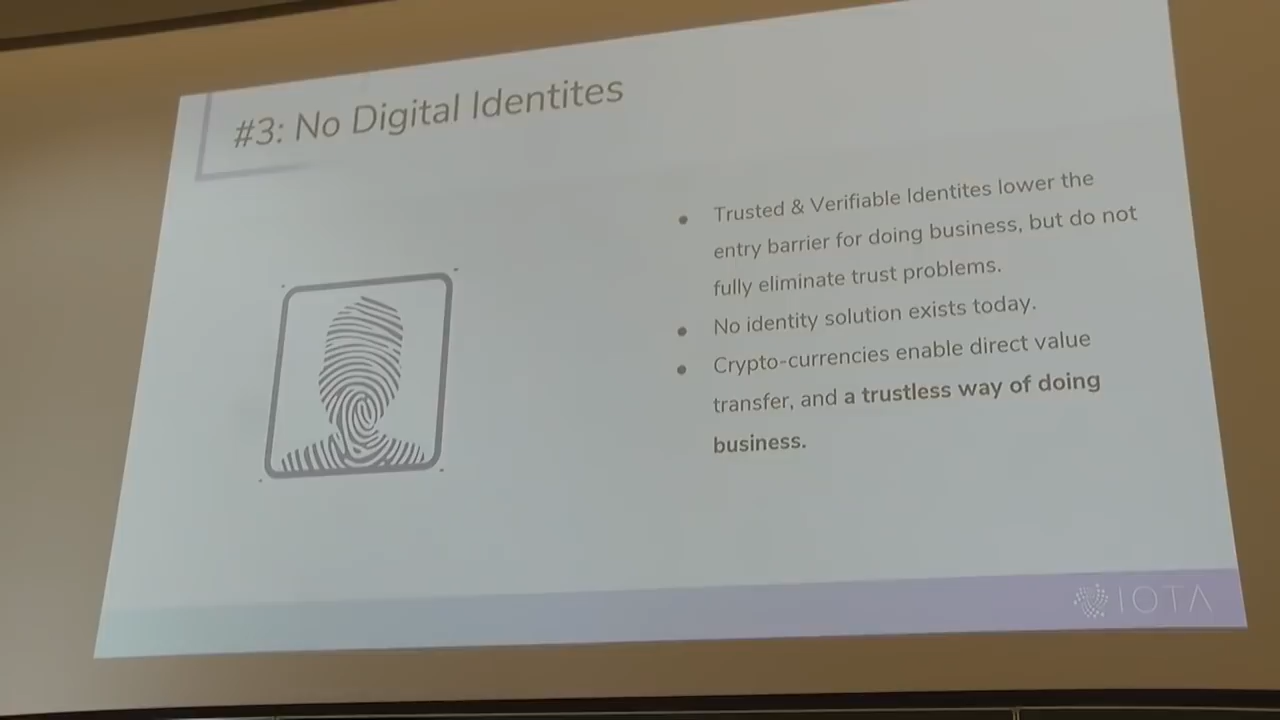 #3: No Digital Identites
• Trusted & Verifiable Identites lower the
entry barrier for doing business, but do not
fully eliminate trust problems.
• No identity solution exists today.
• Crypto-currencies enable direct value
transfer, and a trustless way of doing
business.
IOTA